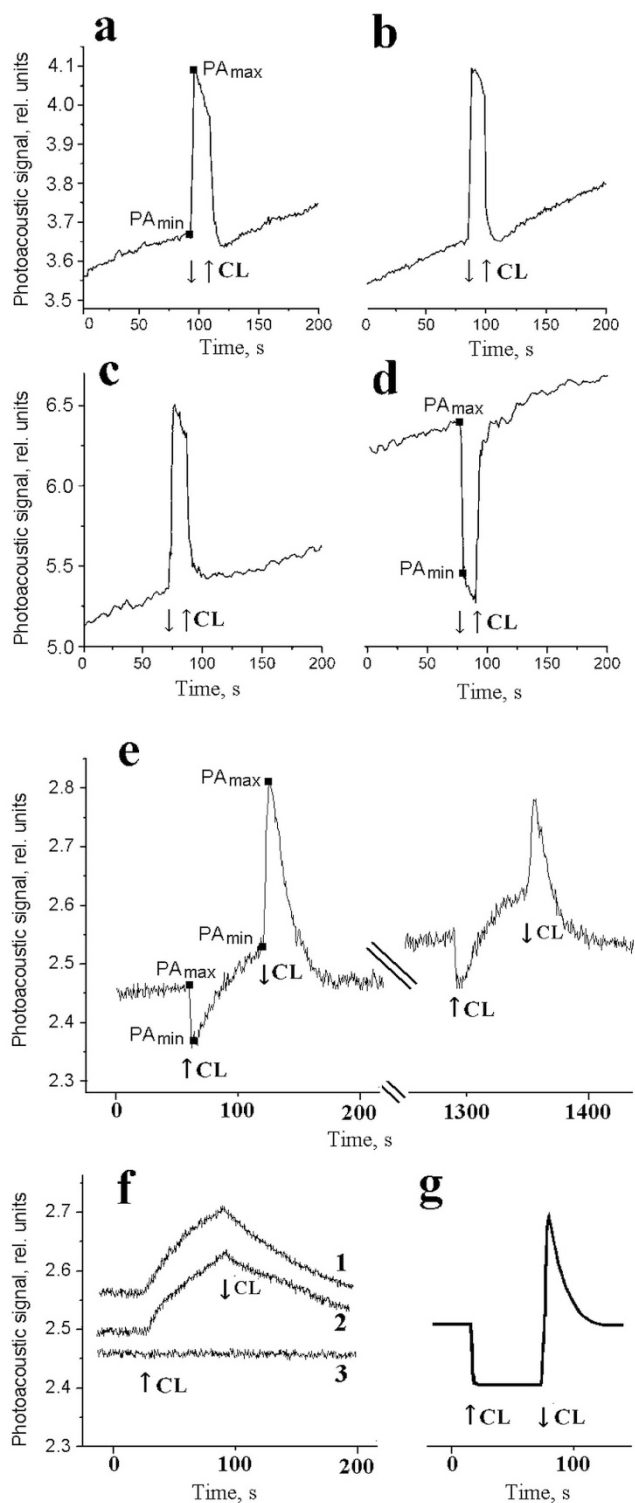 a
Photoacoustic signal, rel. units
4.1
4.0
3.9
3.8
3.7
3.6
3.5
PAmax
PAmin
↓ ↑ CL
0 50 100 150 200
Time, s
b
↓ ↑ CL
0 50 100 150 200
Time, s
c
Photoacoustic signal, rel. units
6.5
6.0
5.5
5.0
↓ ↑ CL
0 50 100 150 200
Time, s
d
PAmax
PAmin
↓ ↑ CL
0 50 100 150 200
Time, s
e
Photoacoustic signal, rel. units
2.8
2.7
2.6
2.5
2.4
2.3
PAmax
PAmin
↓ CL
PAmax
PAmin
↑ CL
↓ CL
↑ CL
0 100 200 1300 1400
Time, s
f
Photoacoustic signal, rel. units
2.7
2.6
2.5
2.4
2.3
1
↓ CL
2
3
↑ CL
0 100 200
Time, s
g
↑ CL ↓ CL
0 100
Time, s